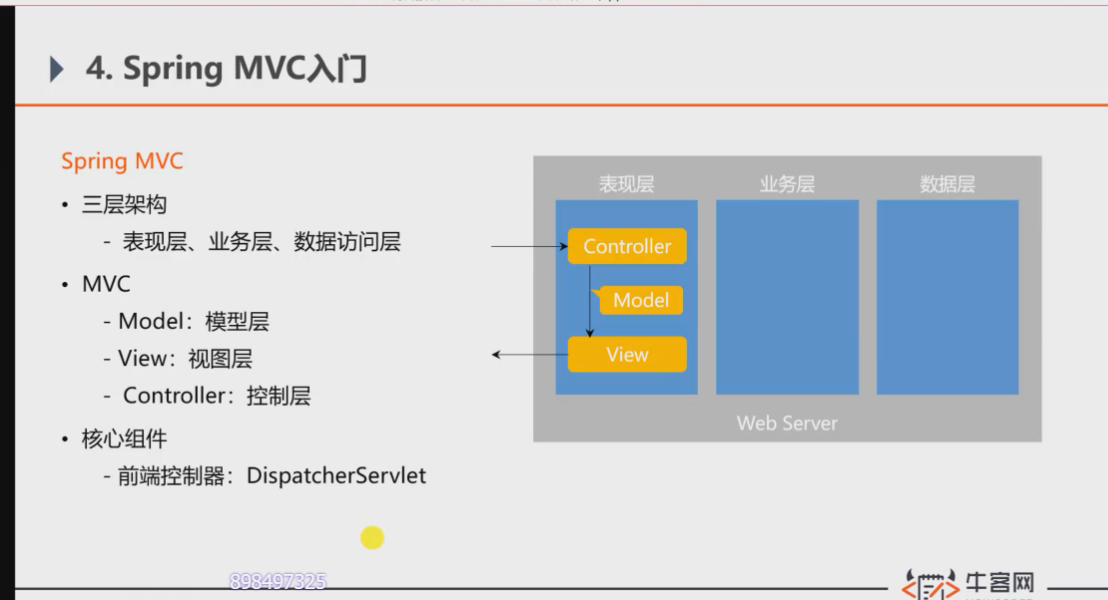 4. Spring MVC入门
Spring MVC
• 三层架构
- 表现层、业务层、数据访问层
• MVC
- Model：模型层
- View：视图层
- Controller：控制层
• 核心组件
- 前端控制器：DispatcherServlet
表现层 业务层 数据层
Controller
Model
View
Web Server
898497325
牛客网